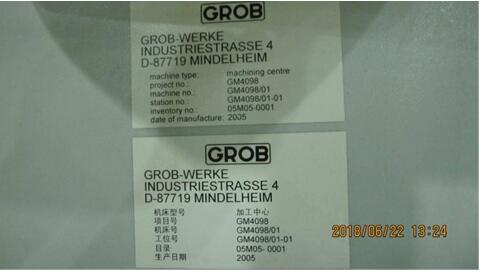 GROB
GROB-WERKE
INDUSTRIESTRASSE 4
D-87719 MINDELHEIM
machine type: machining centre
project no.: GM4098
machine no.: GM4098/01
station no.: GM4098/01-01
inventory no.: 05M05-0001
date of manufacture: 2005
GROB
GROB-WERKE
INDUSTRIESTRASSE 4
D-87719 MINDELHEIM
机床型号 加工中心
项目号 GM4098
机床号 GM4098/01
工位号 GM4098/01-01
目录 05M05- 0001
生产日期 2005
2018/06/22 13:24